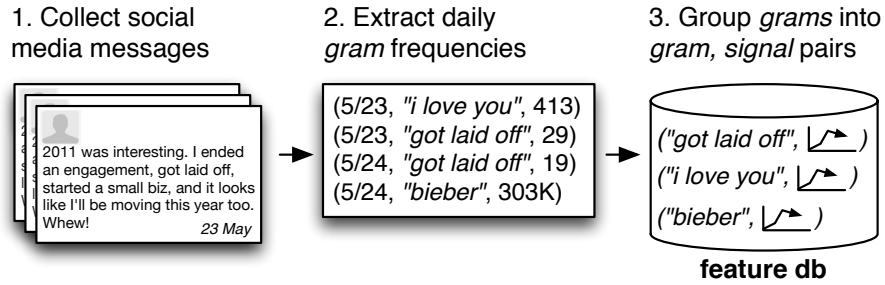 1. Collect social
media messages
2011 was interesting. I ended
an engagement, got laid off,
started a small biz, and it looks
like I'll be moving this year too.
Whew!
23 May
2. Extract daily
gram frequencies
(5/23, "i love you", 413)
(5/23, "got laid off", 29)
(5/24, "got laid off", 19)
(5/24, "bieber", 303K)
3. Group grams into
gram, signal pairs
("got laid off", )
("i love you", )
("bieber", )
feature db